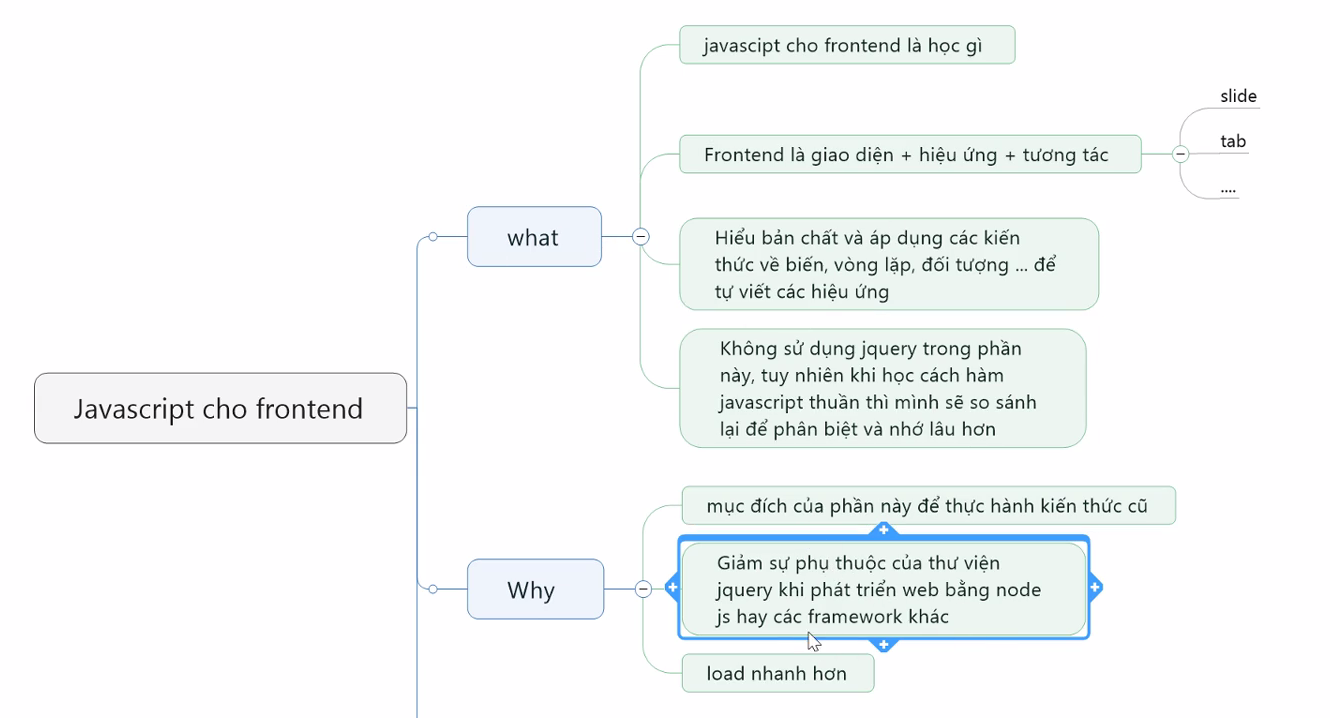 javascipt cho frontend là học gì
slide
Frontend là giao diện + hiệu ứng + tương tác
tab
....
what
Hiểu bản chất và áp dụng các kiến
thức về biến, vòng lặp, đối tượng ... để
tự viết các hiệu ứng
Không sử dụng jquery trong phần
này, tuy nhiên khi học cách hàm
javascript thuần thì mình sẽ so sánh
lại để phân biệt và nhớ lâu hơn
Javascript cho frontend
mục đích của phần này để thực hành kiến thức cũ
Why
Giảm sự phụ thuộc của thư viện
jquery khi phát triển web bằng node
js hay các framework khác
load nhanh hơn